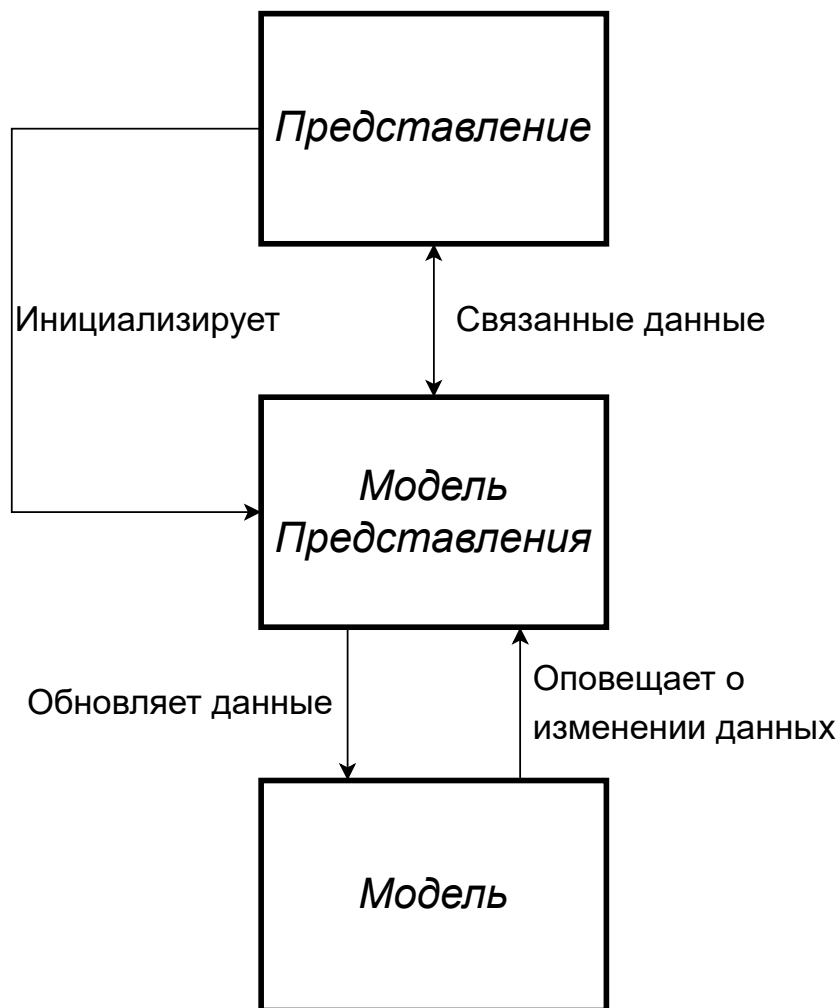 Представление
Инициализирует
Связанные данные
Модель
Представления
Обновляет данные
Оповещает о
изменении данных
Модель